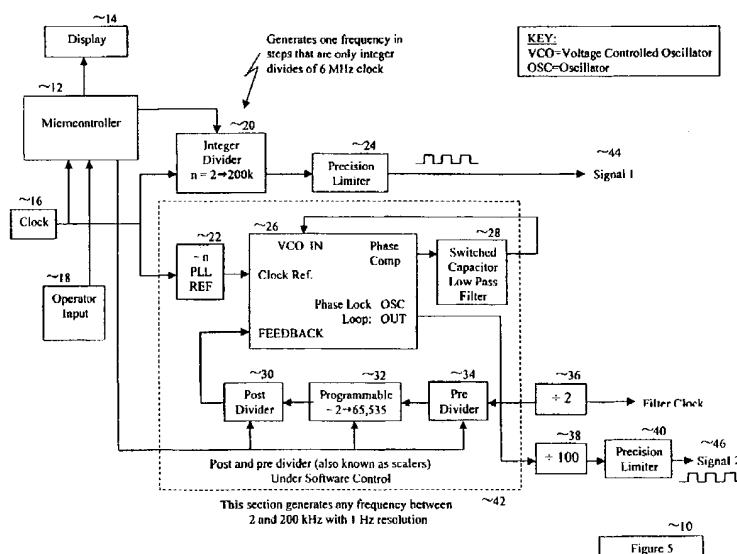 ~14
Display
Generates one frequency in
steps that are only integer
divides of 6 MHz clock
KEY:
VCO=Voltage Controlled Oscillator
OSC=Oscillator
~12
Microcontroller
~20
Integer
Divider
n = 2→200k
~24
Precision
Limiter
~44
Signal 1
~16
Clock
~22
~ n
PLL
REF
~26
VCO IN
Phase
Comp
Clock Ref.
Phase Lock OSC
Loop: OUT
FEEDBACK
~28
Switched
Capacitor
Low Pass
Filter
~18
Operator
Input
~30
Post
Divider
~32
Programmable
~ 2→65,535
~34
Pre
Divider
~36
÷ 2
Filter Clock
~38
÷ 100
~40
Precision
Limiter
~46
Signal 2
Post and pre divider (also known as scalers)
Under Software Control
~42
This section generates any frequency between
2 and 200 kHz with 1 Hz resolution
~10
Figure 5